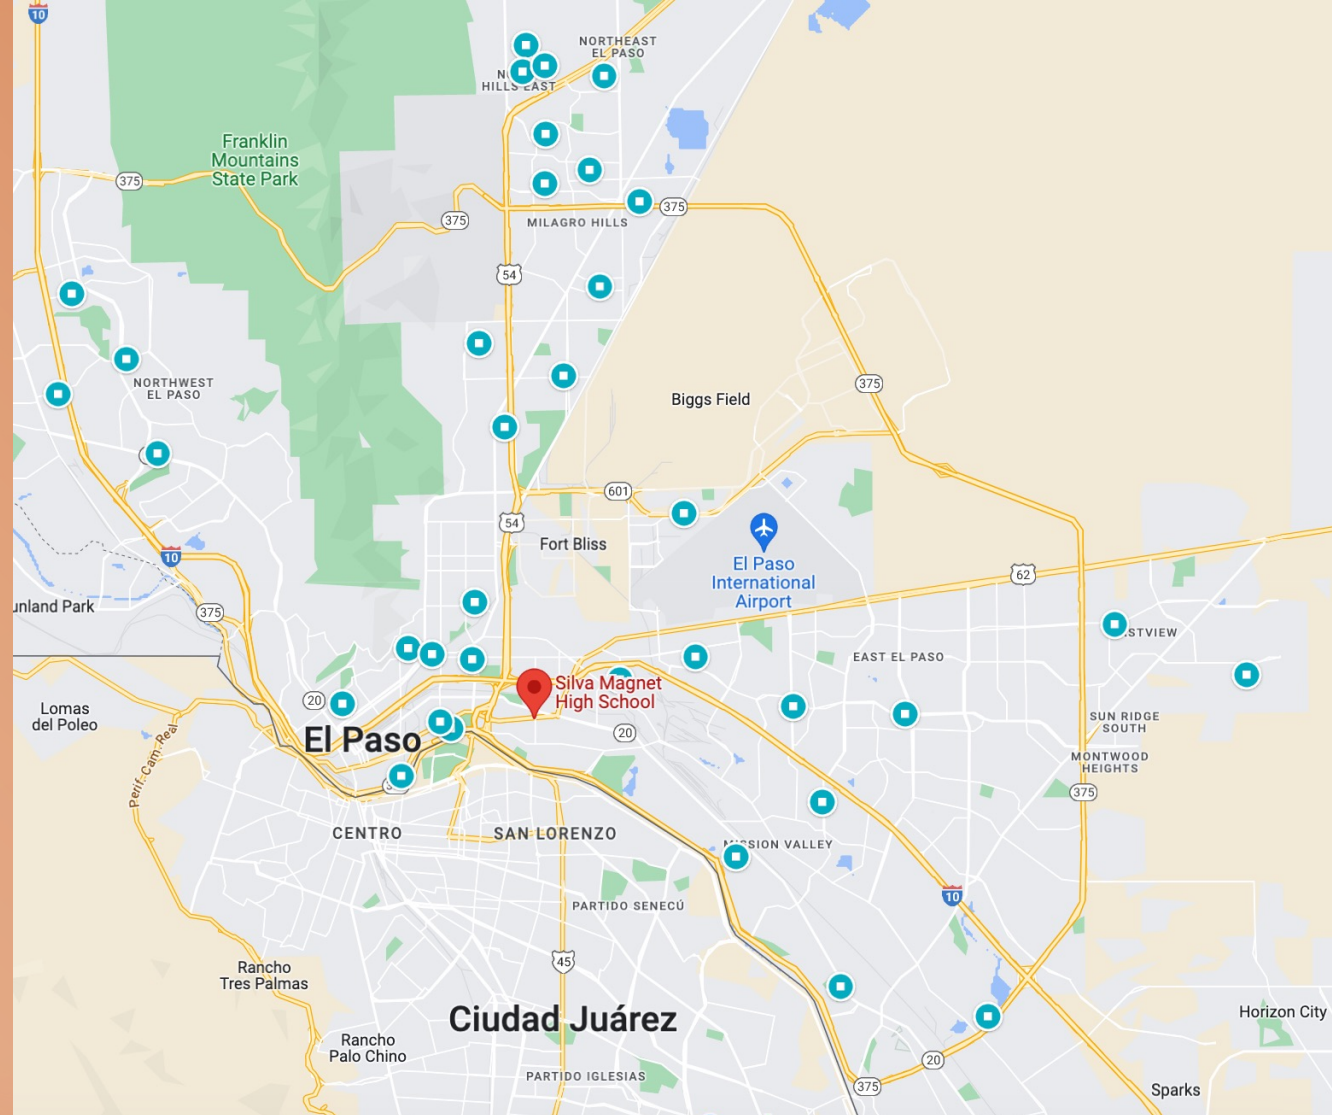 10
NORTHEAST
EL PASO
HILLS EAST
Franklin
Mountains
State Park
375
375
375
MILAGRO HILLS
54
375
NORTHWEST
EL PASO
Biggs Field
601
54
Fort Bliss
10
El Paso
International
Airport
62
unland Park
375
STVIEW
EAST EL PASO
Silva Magnet
High School
20
Lomas
del Poleo
20
SUN RIDGE
SOUTH
El Paso
MONTWOOD
HEIGHTS
Perif. Cam. Real
375
CENTRO
SAN LORENZO
MISSION VALLEY
10
PARTIDO SENECÚ
45
Rancho
Tres Palmas
Ciudad Juárez
Horizon City
Rancho
Palo Chino
20
PARTIDO IGLESIAS
375
Sparks